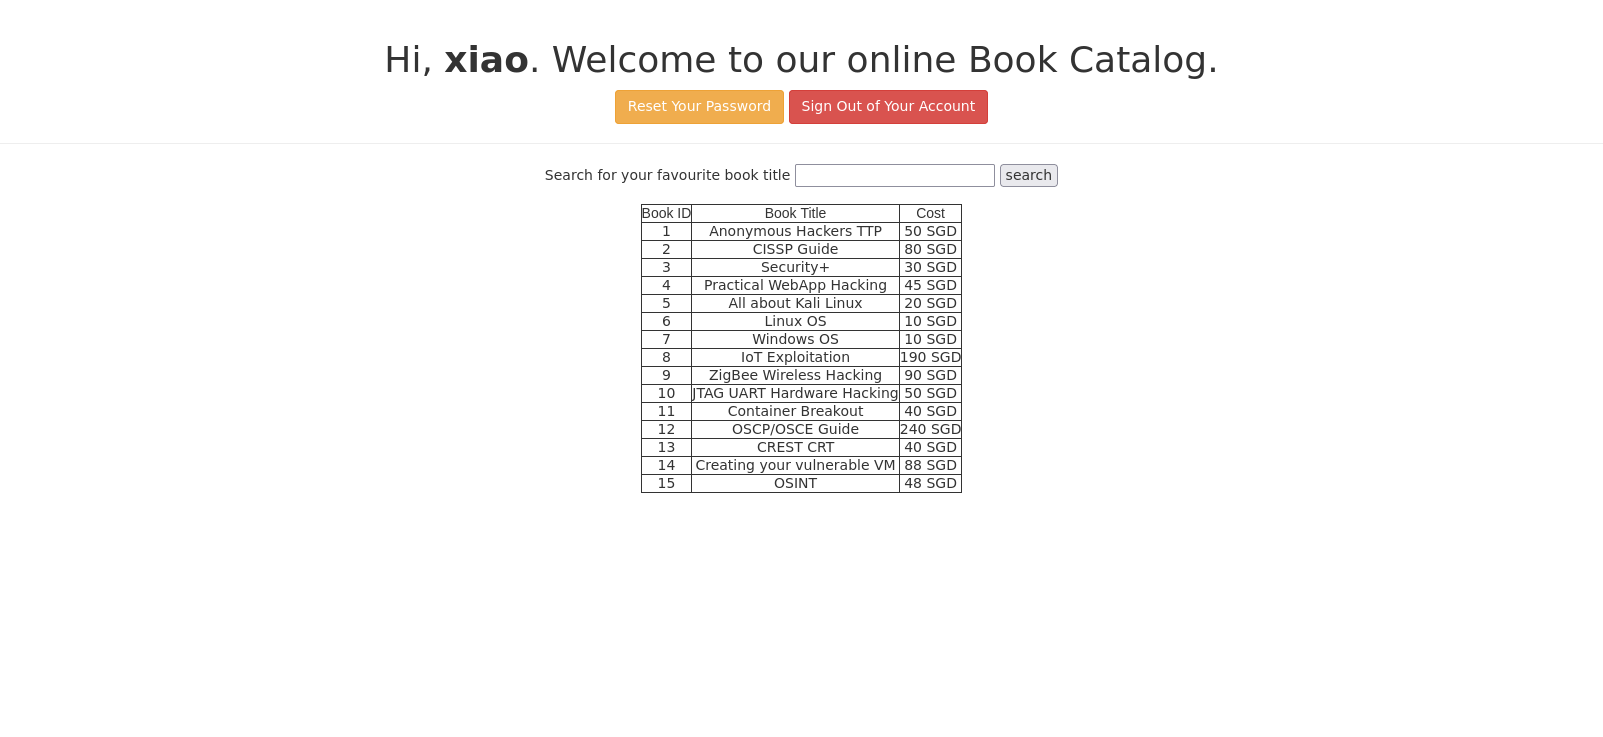 Hi, xiao. Welcome to our online Book Catalog.
Reset Your Password Sign Out of Your Account
Search for your favourite book title search
Book ID Book Title Cost
1 Anonymous Hackers TTP 50 SGD
2 CISSP Guide 80 SGD
3 Security+ 30 SGD
4 Practical WebApp Hacking 45 SGD
5 All about Kali Linux 20 SGD
6 Linux OS 10 SGD
7 Windows OS 10 SGD
8 IoT Exploitation 190 SGD
9 ZigBee Wireless Hacking 90 SGD
10 JTAG UART Hardware Hacking 50 SGD
11 Container Breakout 40 SGD
12 OSCP/OSCE Guide 240 SGD
13 CREST CRT 40 SGD
14 Creating your vulnerable VM 88 SGD
15 OSINT 48 SGD